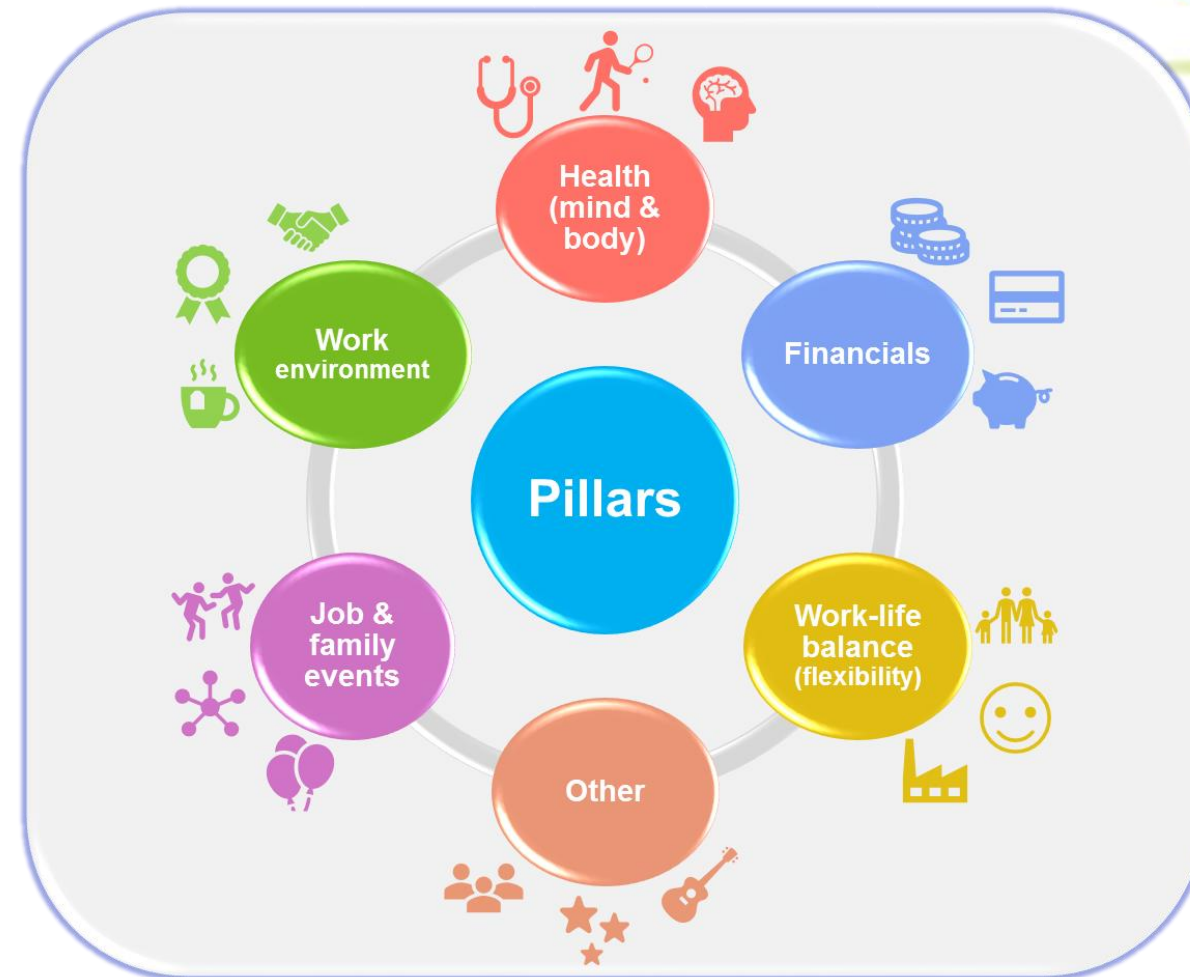 Health
(mind &
body)
Financials
Work-life
balance
(flexibility)
Other
Job &
family
events
Work
environment
Pillars